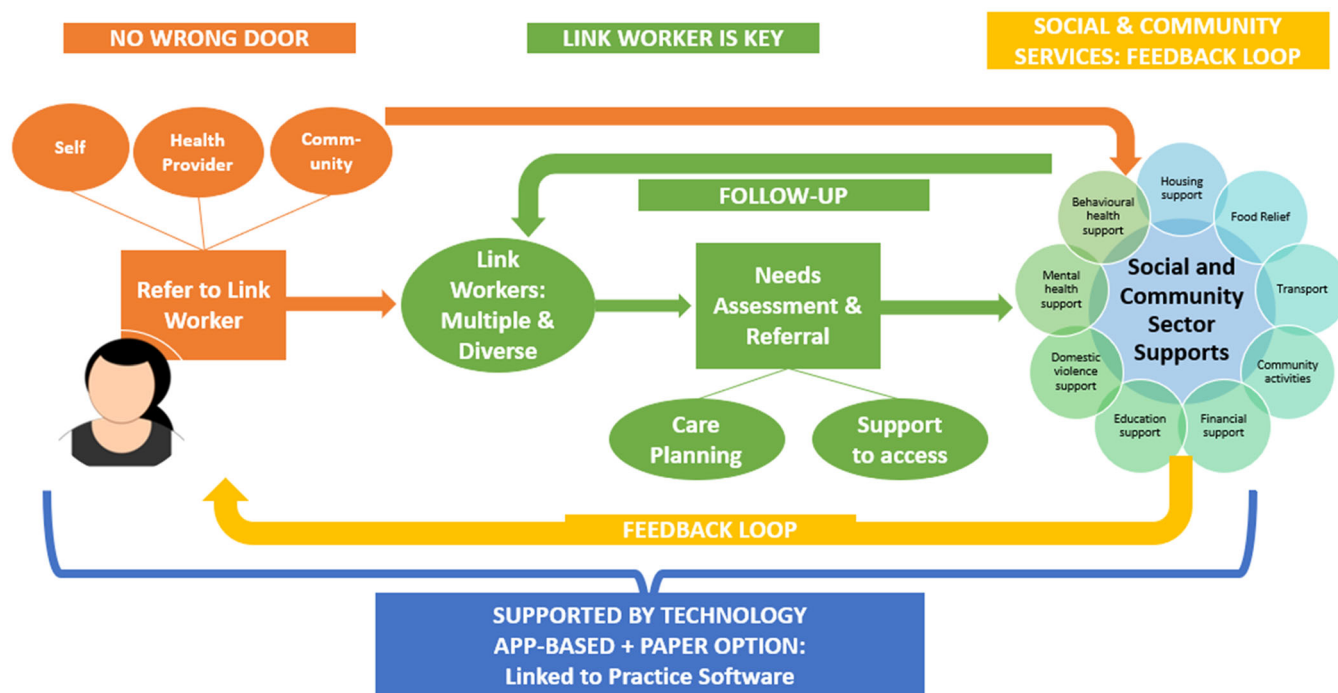 NO WRONG DOOR
LINK WORKER IS KEY
SOCIAL & COMMUNITY
SERVICES: FEEDBACK LOOP
Self
Health
Provider
Comm-
unity
Refer to Link
Worker
FOLLOW-UP
Link
Workers:
Multiple &
Diverse
Needs
Assessment &
Referral
Care
Planning
Support
to access
Housing
support
Food Relief
Transport
Community
activities
Financial
support
Education
support
Domestic
violence
support
Mental
health
support
Behavioural
health
support
Social and
Community
Sector
Supports
FEEDBACK LOOP
SUPPORTED BY TECHNOLOGY
APP-BASED + PAPER OPTION:
Linked to Practice Software